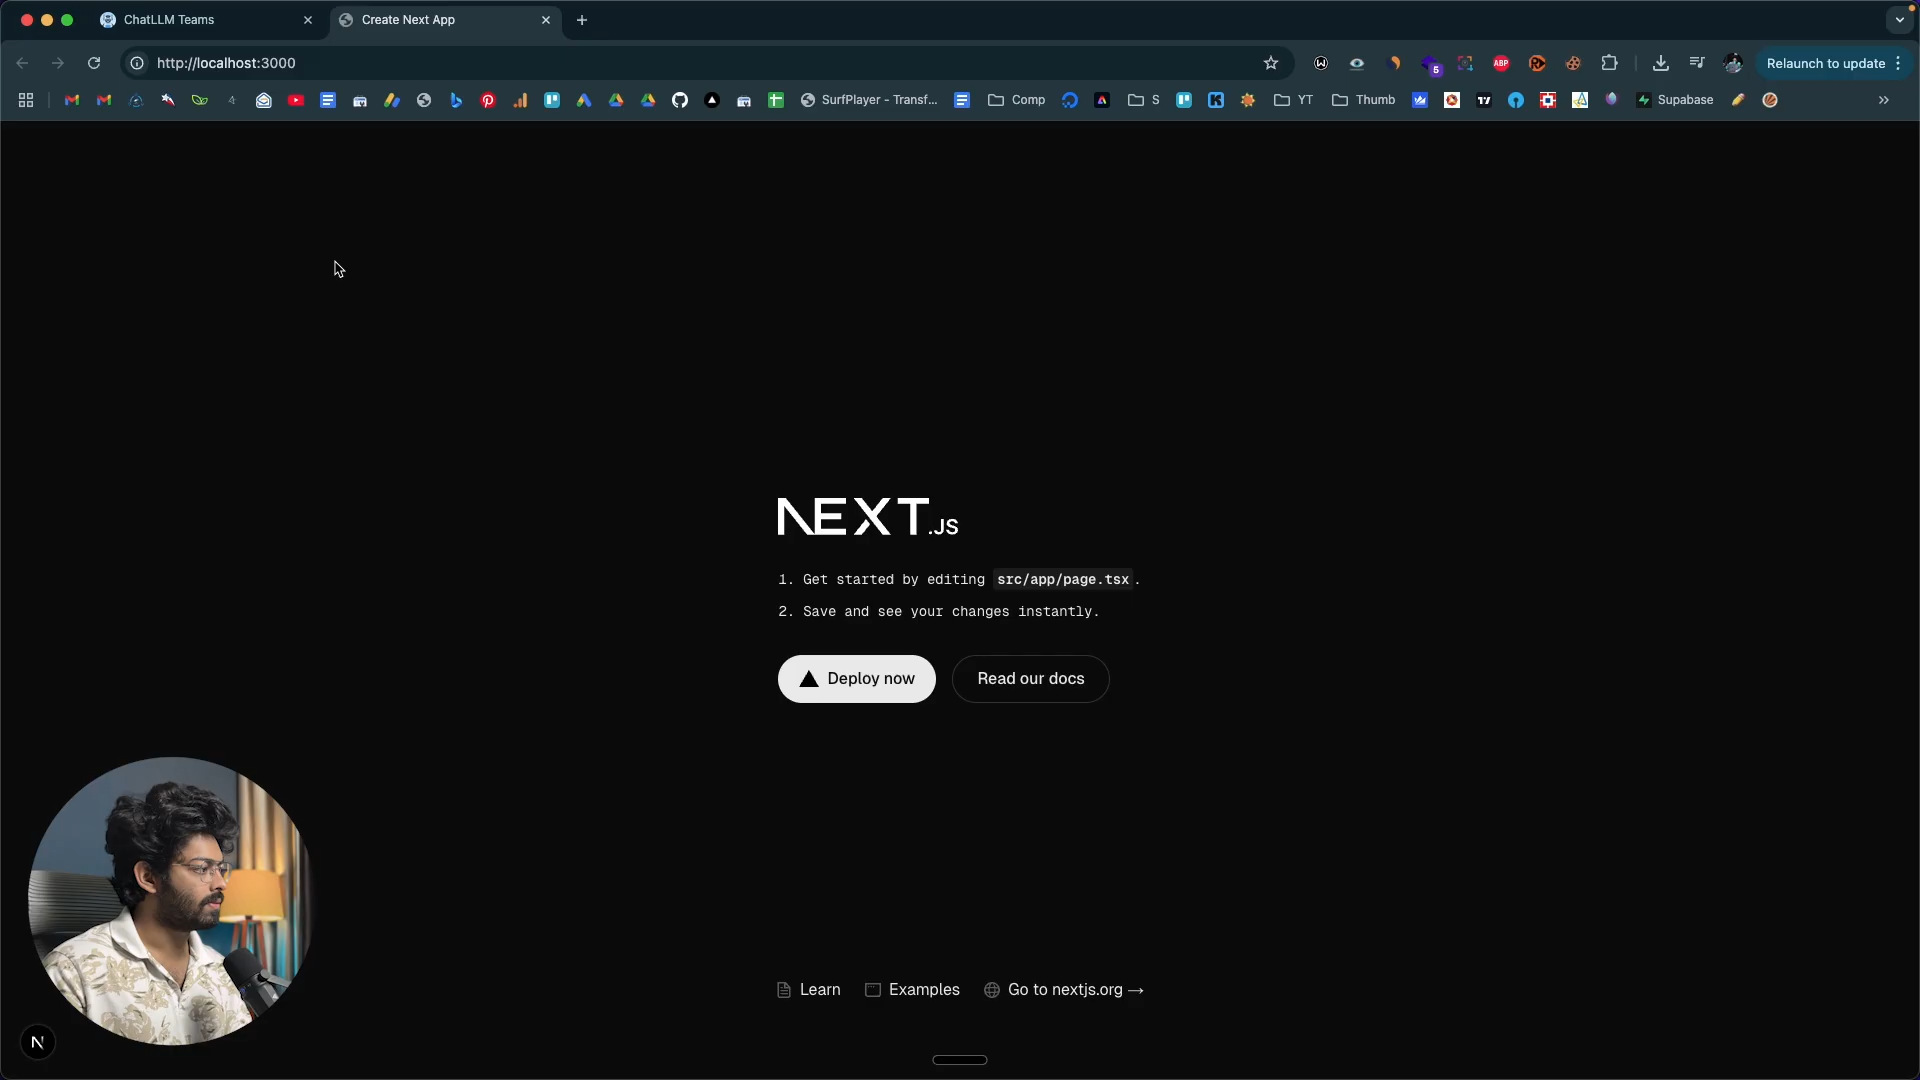 ChatLLM Teams
Create Next App
http://localhost:3000
ABP
5
Relaunch to update
SurfPlayer - Transf...
Comp
S
YT
Thumb
Supabase
NEXT.JS
1. Get started by editing src/app/page.tsx.
2. Save and see your changes instantly.
Deploy now
Read our docs
Learn
Examples
Go to nextjs.org →
N